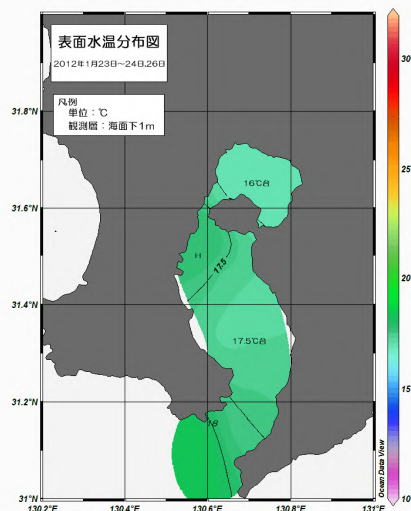 表面水温分布図
2012年1月23日～24日,26日
凡例
単位：℃
観測層：海面下1m
16℃台
H
17.5
17.5℃台
18
31.8°N
31.6°N
31.4°N
31.2°N
31°N
130.2°E
130.4°E
130.6°E
130.8°E
131°E
30
25
20
15
10
Ocean Data View